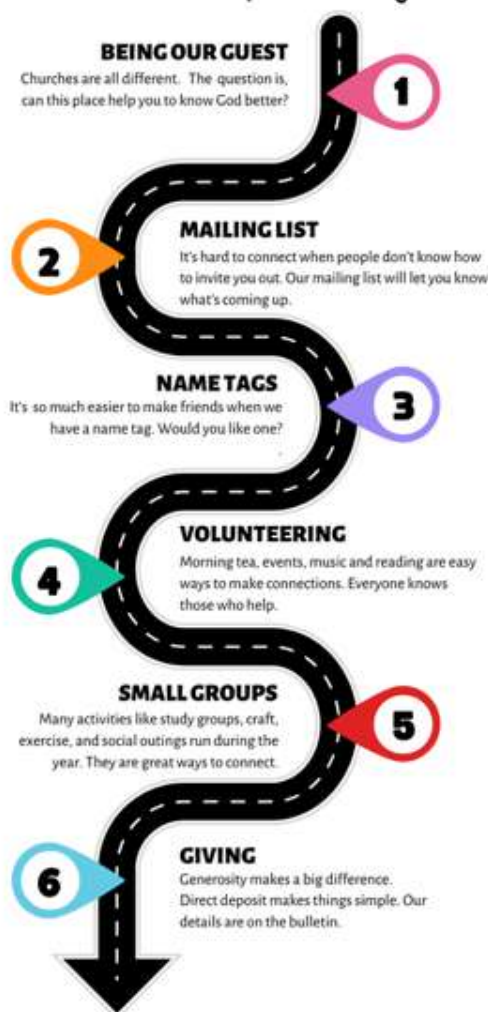 BEING OUR GUEST
Churches are all different. The question is,
can this place help you to know God better?
1
2
MAILING LIST
It's hard to connect when people don't know how
to invite you out. Our mailing list will let you know
what's coming up.
NAME TAGS
It's so much easier to make friends when we
have a name tag. Would you like one?
.
3
4
VOLUNTEERING
Morning tea, events, music and reading are easy
ways to make connections. Everyone knows
those who help.
SMALL GROUPS
Many activities like study groups, craft,
exercise, and social outings run during the
year. They are great ways to connect.
5
6
GIVING
Generosity makes a big difference.
Direct deposit makes things simple. Our
details are on the bulletin.